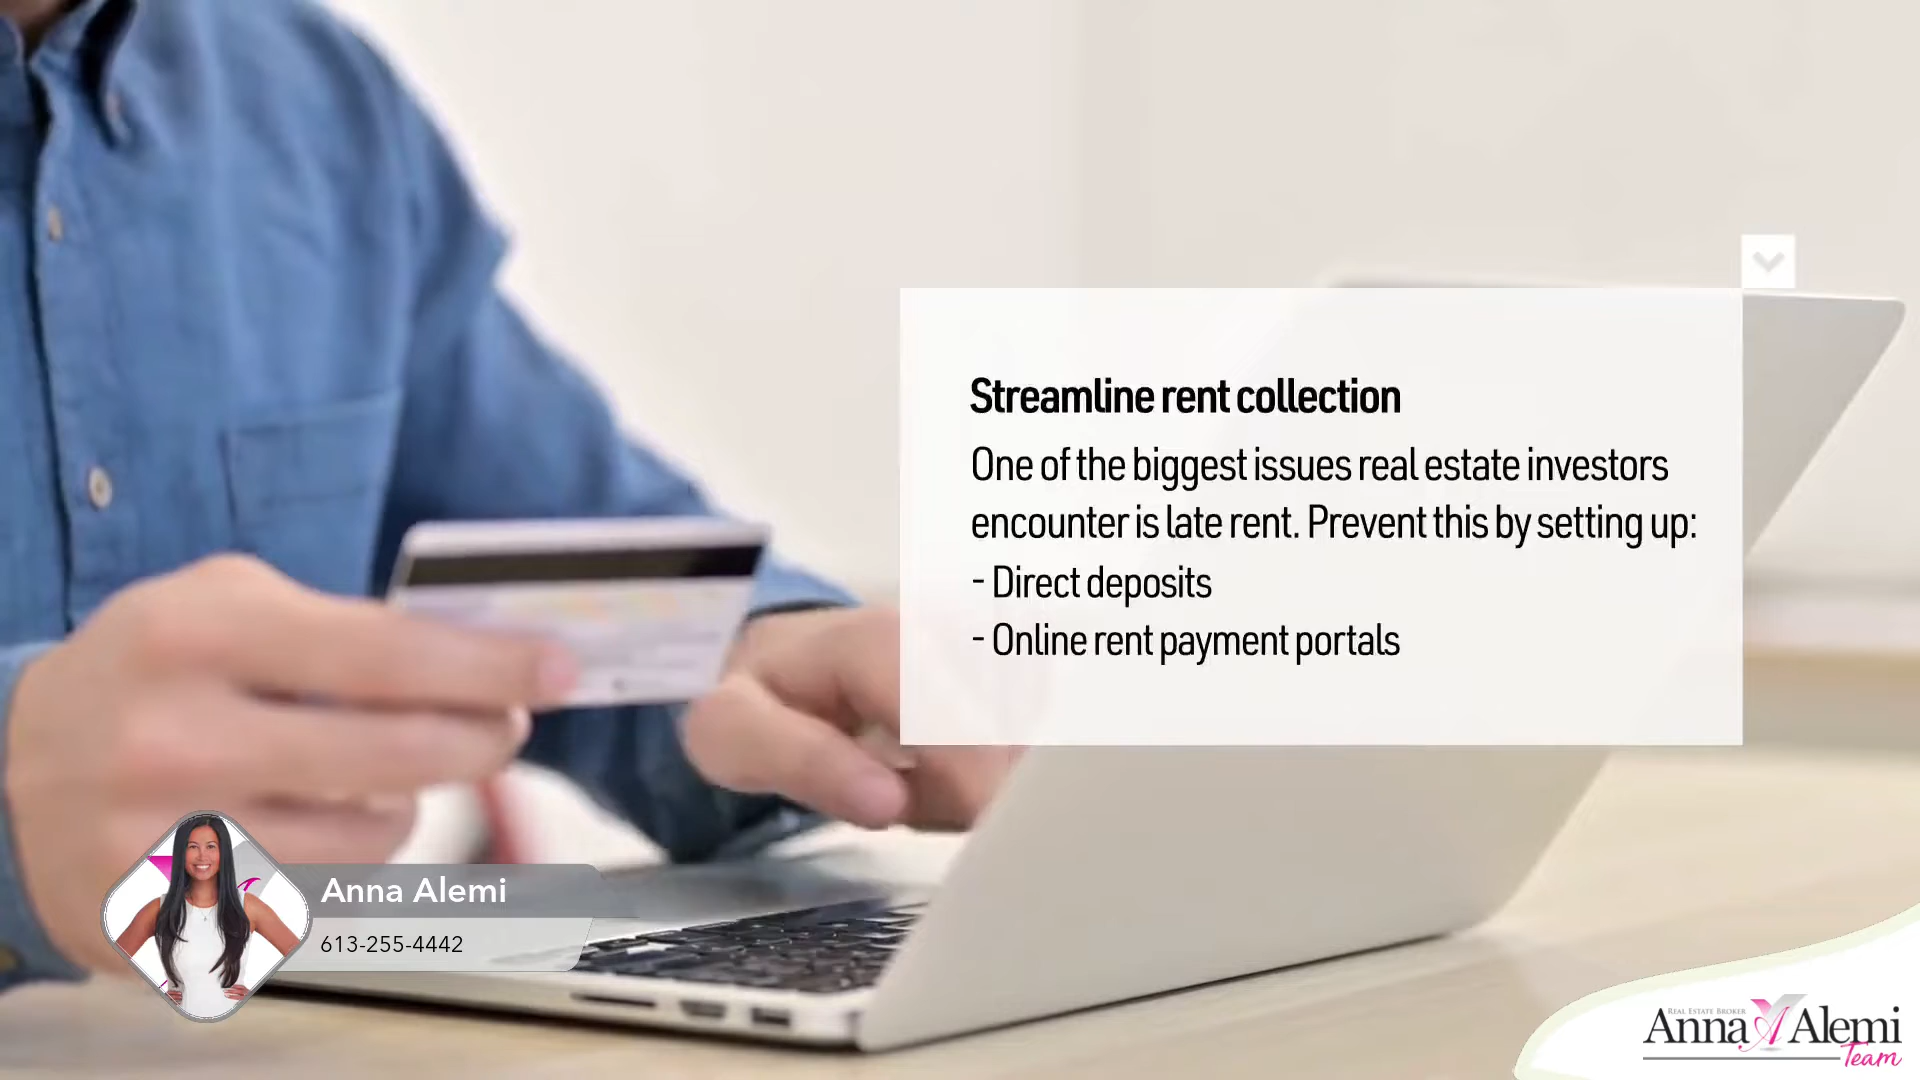 Streamline rent collection
One of the biggest issues real estate investors
encounter is late rent. Prevent this by setting up:
- Direct deposits
- Online rent payment portals
Anna Alemi
613-255-4442
REAL ESTATE BROKER
Anna A Alemi
Team